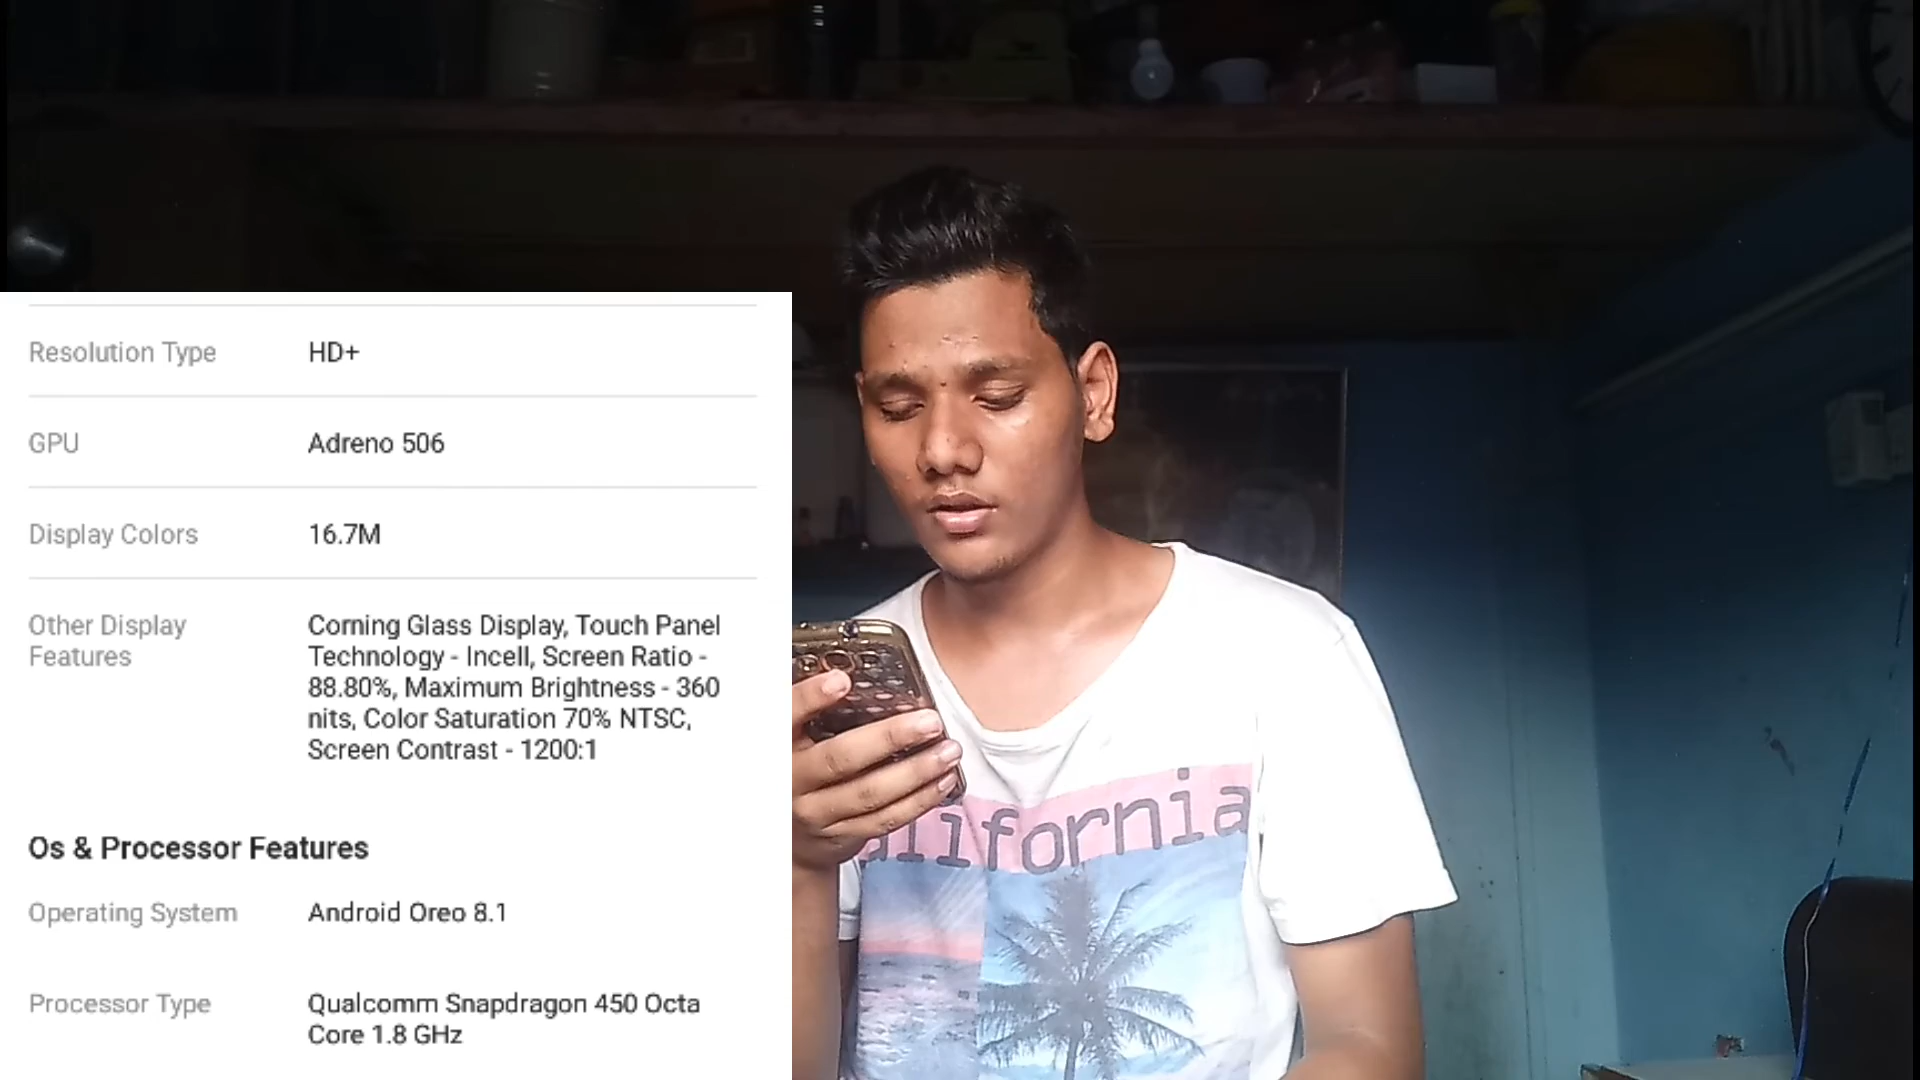 Resolution Type HD+
GPU Adreno 506
Display Colors 16.7M
Other Display Features
Corning Glass Display, Touch Panel
Technology - Incell, Screen Ratio -
88.80%, Maximum Brightness - 360
nits, Color Saturation 70% NTSC,
Screen Contrast - 1200:1
Os & Processor Features
Operating System Android Oreo 8.1
Processor Type Qualcomm Snapdragon 450 Octa
Core 1.8 GHz
alifornia